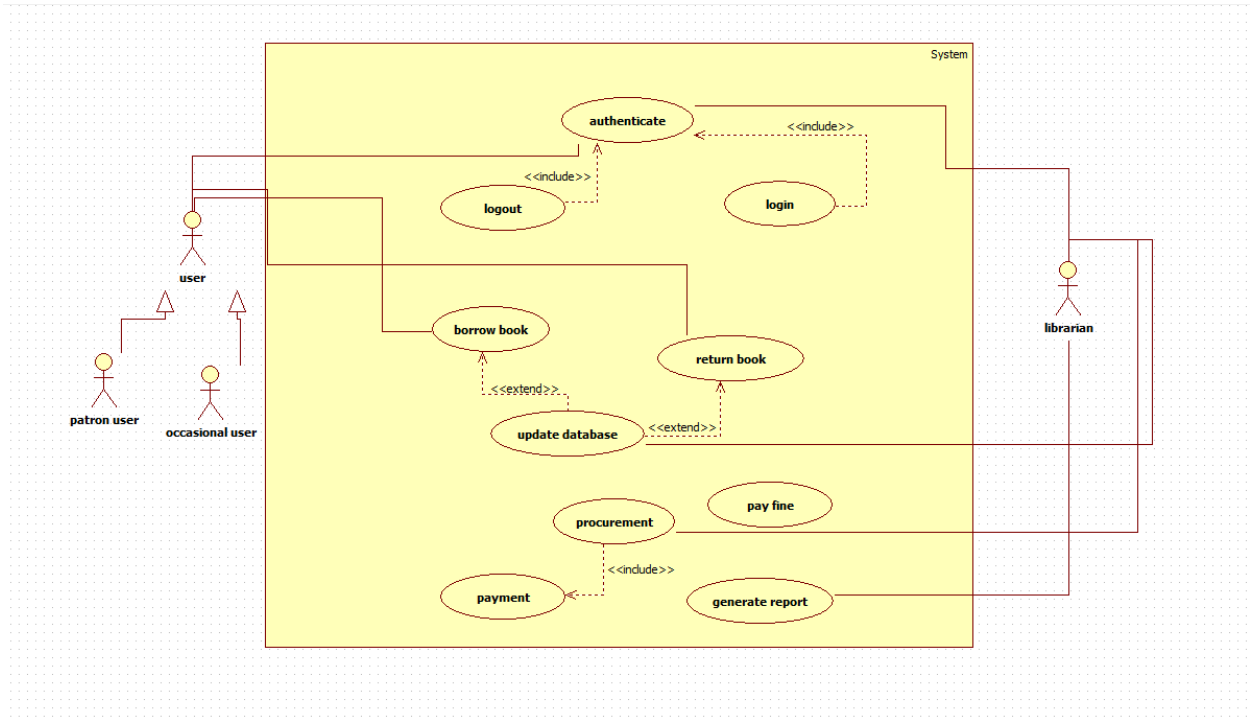 System
authenticate
<<include>>
<<include>>
logout
login
user
borrow book
return book
librarian
patron user
occasional user
<<extend>>
<<extend>>
update database
pay fine
procurement
<<include>>
payment
generate report